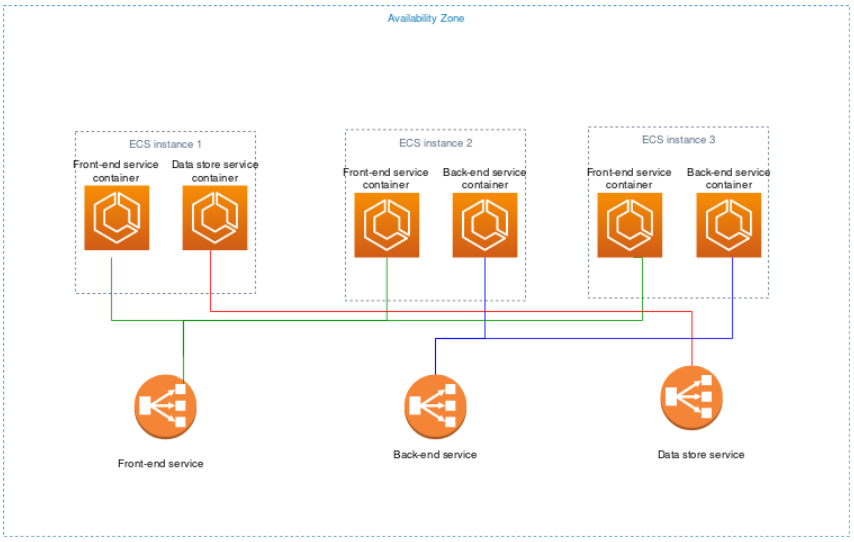 Availability Zone
ECS instance 1
Front-end service
container
Data store service
container
ECS instance 2
Front-end service
container
Back-end service
container
ECS instance 3
Front-end service
container
Back-end service
container
Front-end service
Back-end service
Data store service